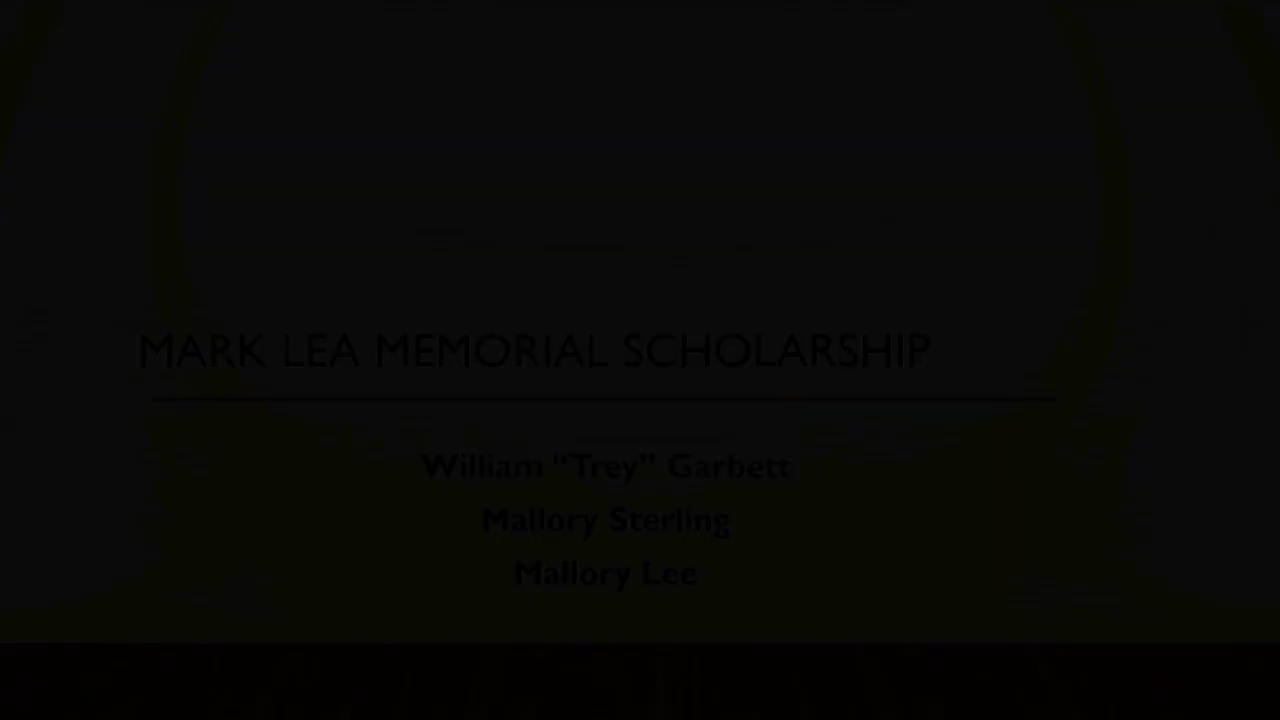 MARK LEA MEMORIAL SCHOLARSHIP
William "Trey" Garbett
Mallory Sterling
Mallory Lee